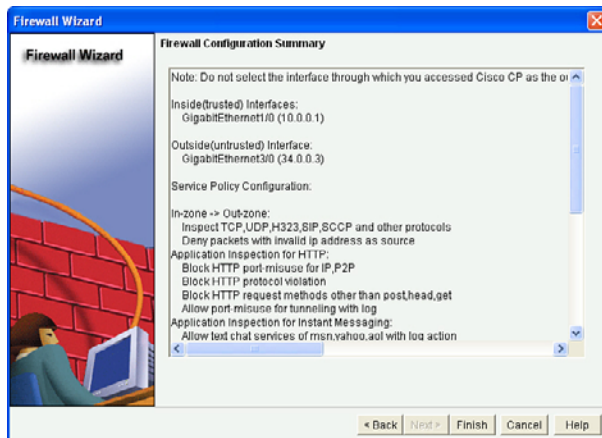 Firewall Wizard
Firewall Wizard
Firewall Configuration Summary
Note: Do not select the interface through which you accessed Cisco CP as the
Inside(trusted) Interfaces:
GigabitEthernet1/0 (10.0.0.1)
Outside(untrusted) Interface:
GigabitEthernet3/0 (34.0.0.3)
Service Policy Configuration:
In-zone -> Out-zone:
Inspect TCP,UDP,H323,SIP,SCCP and other protocols
Deny packets with invalid ip address as source
Application Inspection for HTTP:
Block HTTP port-misuse for IP,P2P
Block HTTP protocol violation
Block HTTP request methods other than post,head,get
Allow port-misuse for tunneling with log
Application Inspection for Instant Messaging:
Allow text chat services of msn,yahoo,aol with log action
< Back Next > Finish Cancel Help